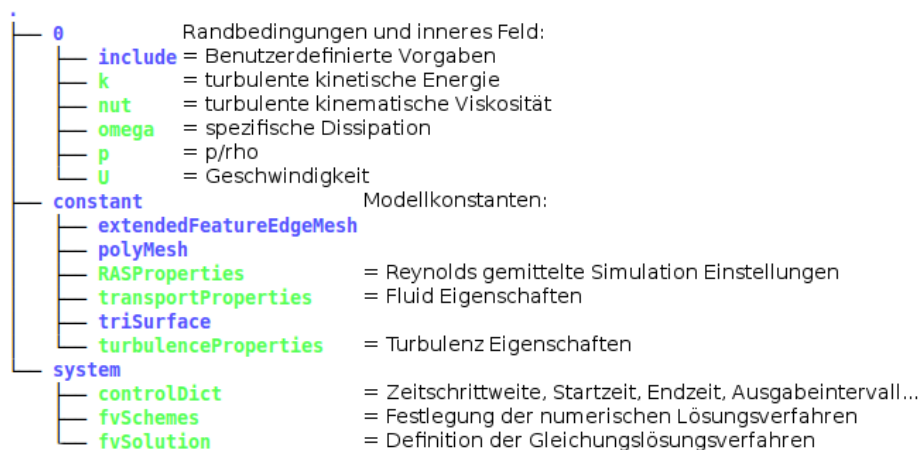 .
0 Randbedingungen und inneres Feld:
include = Benutzerdefinierte Vorgaben
k = turbulente kinetische Energie
nut = turbulente kinematische Viskosität
omega = spezifische Dissipation
p = p/rho
U = Geschwindigkeit
constant Modellkonstanten:
extendedFeatureEdgeMesh
polyMesh
RASProperties = Reynolds gemittelte Simulation Einstellungen
transportProperties = Fluid Eigenschaften
triSurface
turbulenceProperties = Turbulenz Eigenschaften
system
controlDict = Zeitschrittweite, Startzeit, Endzeit, Ausgabeintervall...
fvSchemes = Festlegung der numerischen Lösungsverfahren
fvSolution = Definition der Gleichungslösungsverfahren